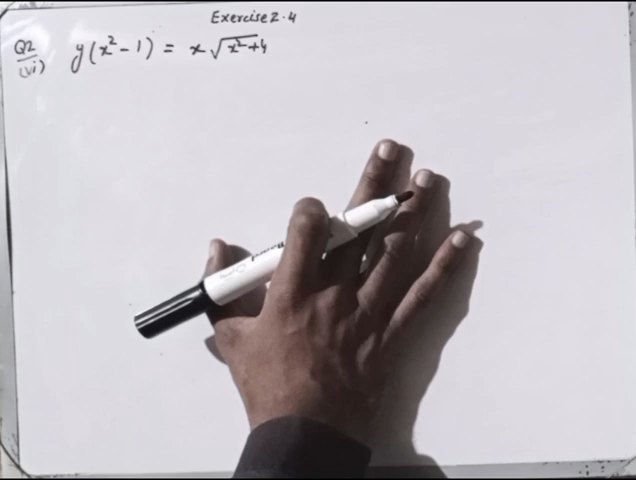 Exercise 2.4
Q2 (vi) y(x² - 1) = x √(x²+4)